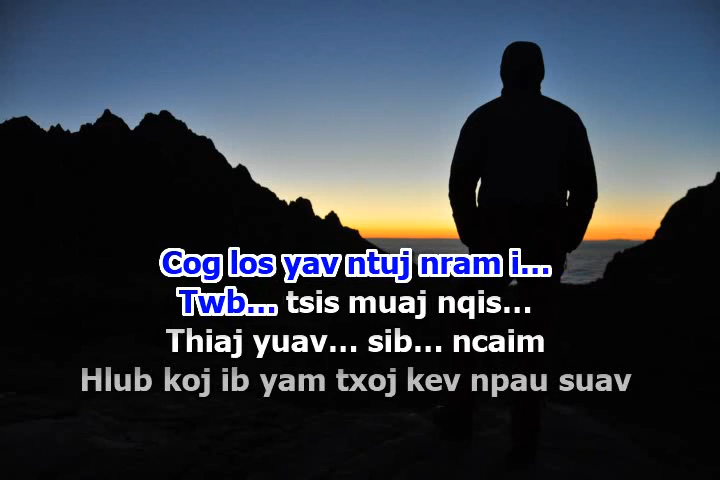 Cog los yav ntuj nram i...
Twb... tsis muaj nqis...
Thiaj yuav... sib... ncaim
Hlub koj ib yam txoj kev npau suav